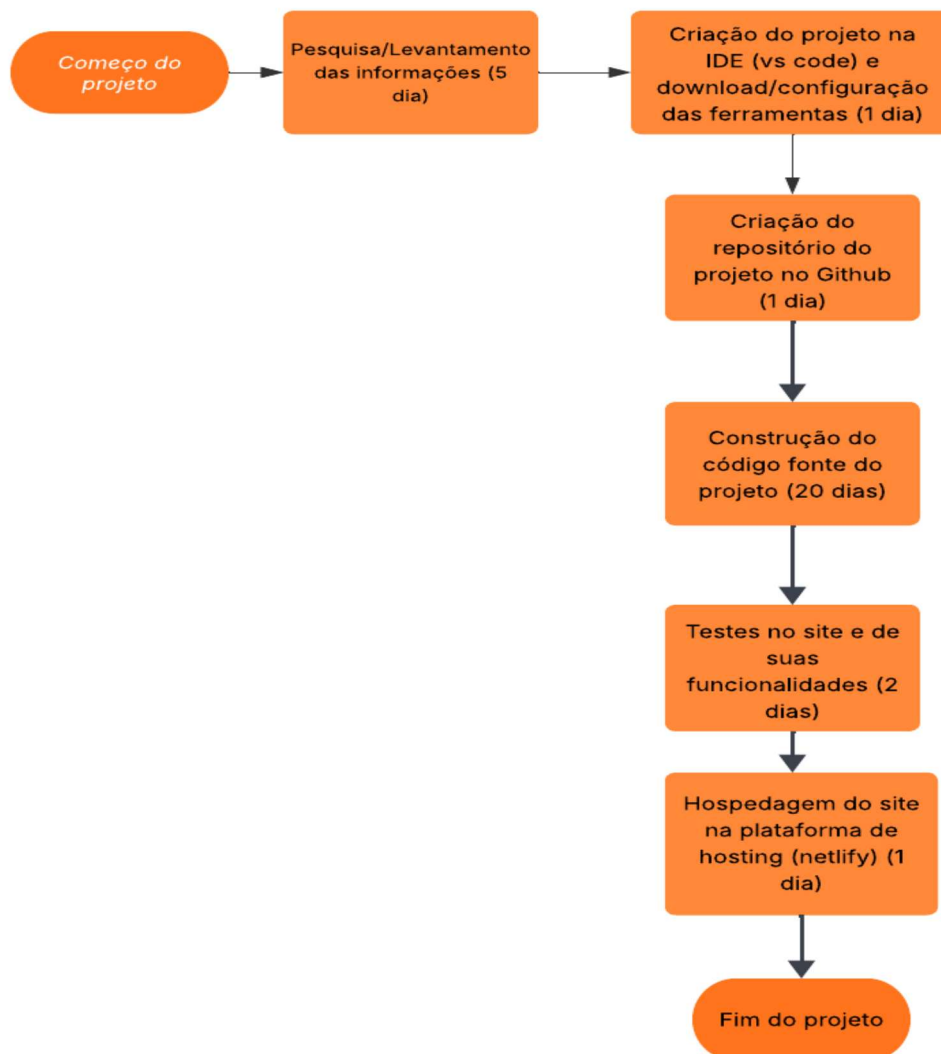 Começo do
projeto
Pesquisa/Levantamento
das informações (5
dia)
Criação do projeto na
IDE (vs code) e
download/configuração
das ferramentas (1 dia)
Criação do
repositório do
projeto no Github
(1 dia)
Construção do
código fonte do
projeto (20 dias)
Testes no site e de
suas
funcionalidades (2
dias)
Hospedagem do site
na plataforma de
hosting (netlify) (1
dia)
Fim do projeto